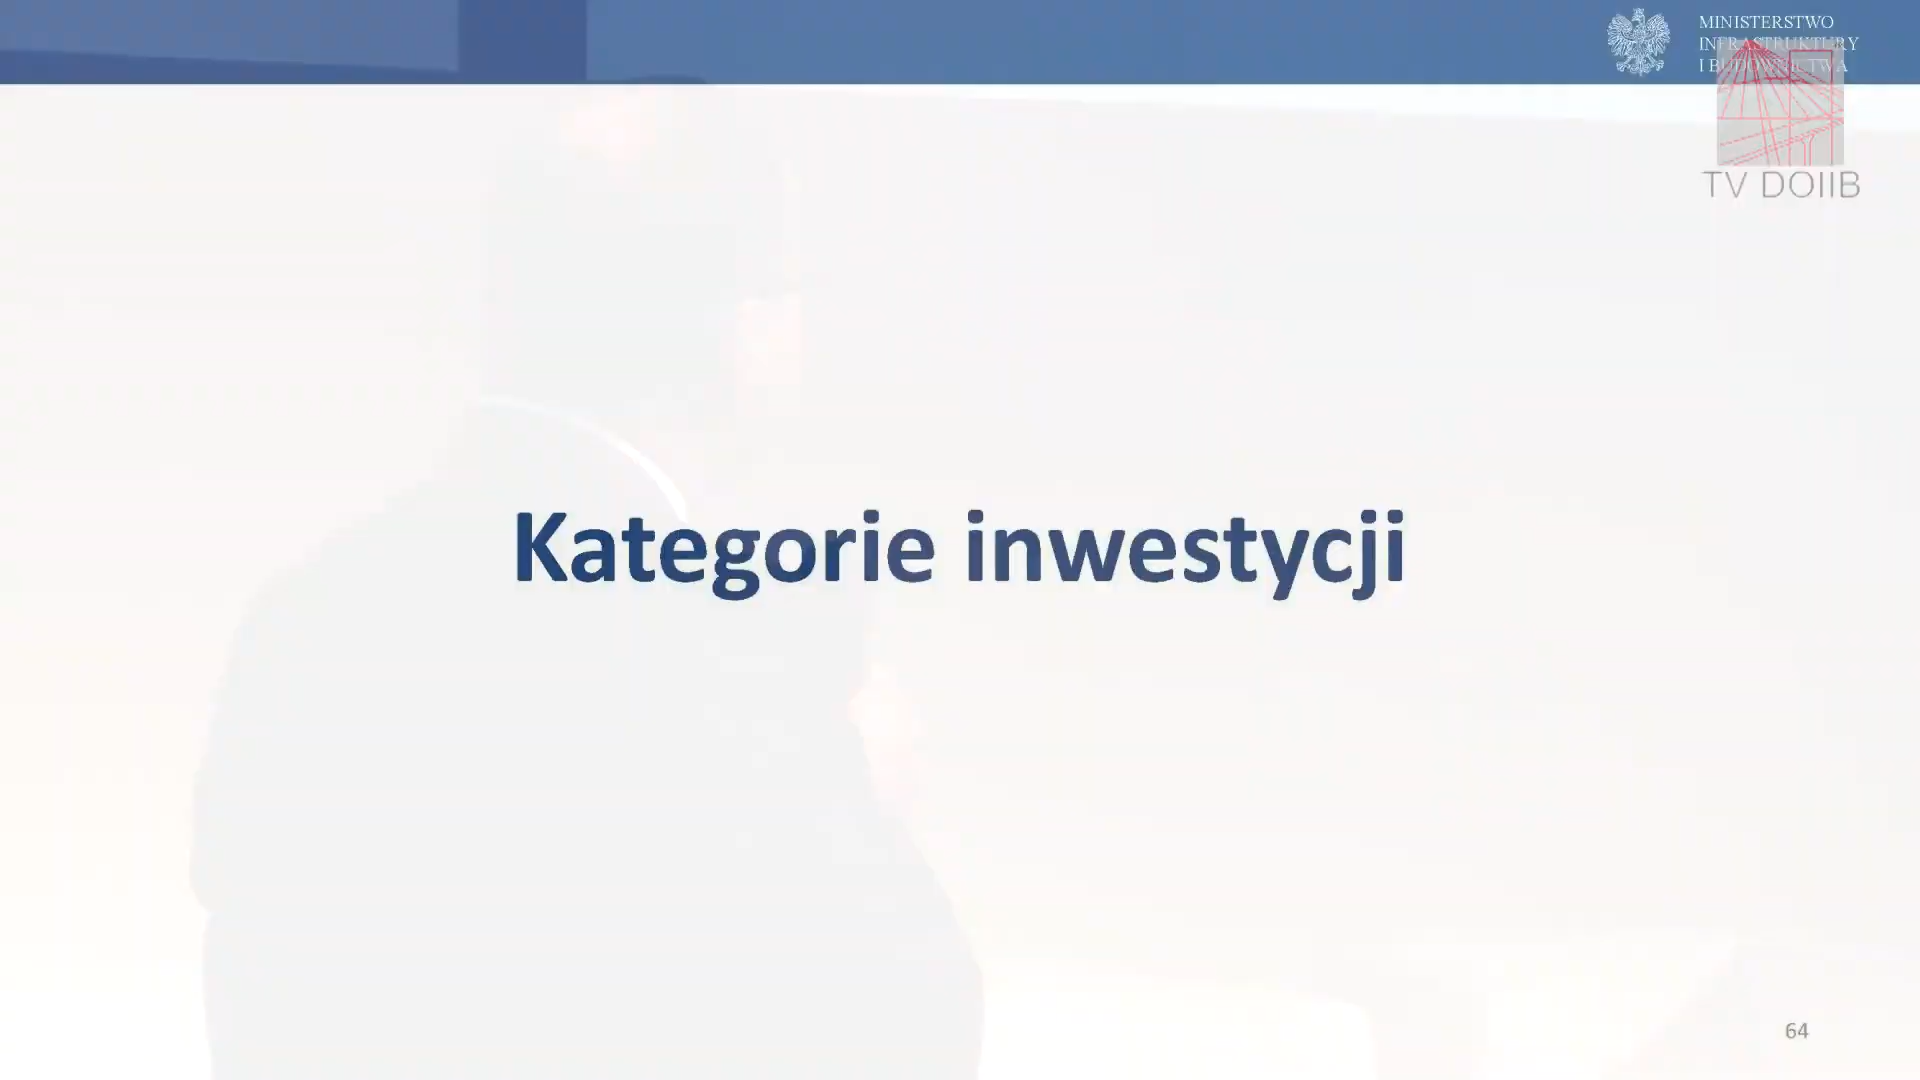 MINISTERSTWO
INFRASTRUKTURY
I BUDOWNICTWA
TV DOIIB
Kategorie inwestycji
64